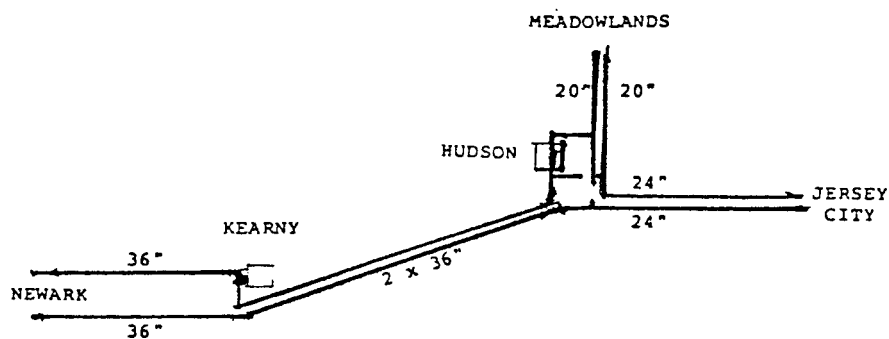 MEADOWLANDS
20" 20"
HUDSON
24"
JERSEY
CITY
24"
KEARNY
36"
2 x 36"
NEWARK
36"